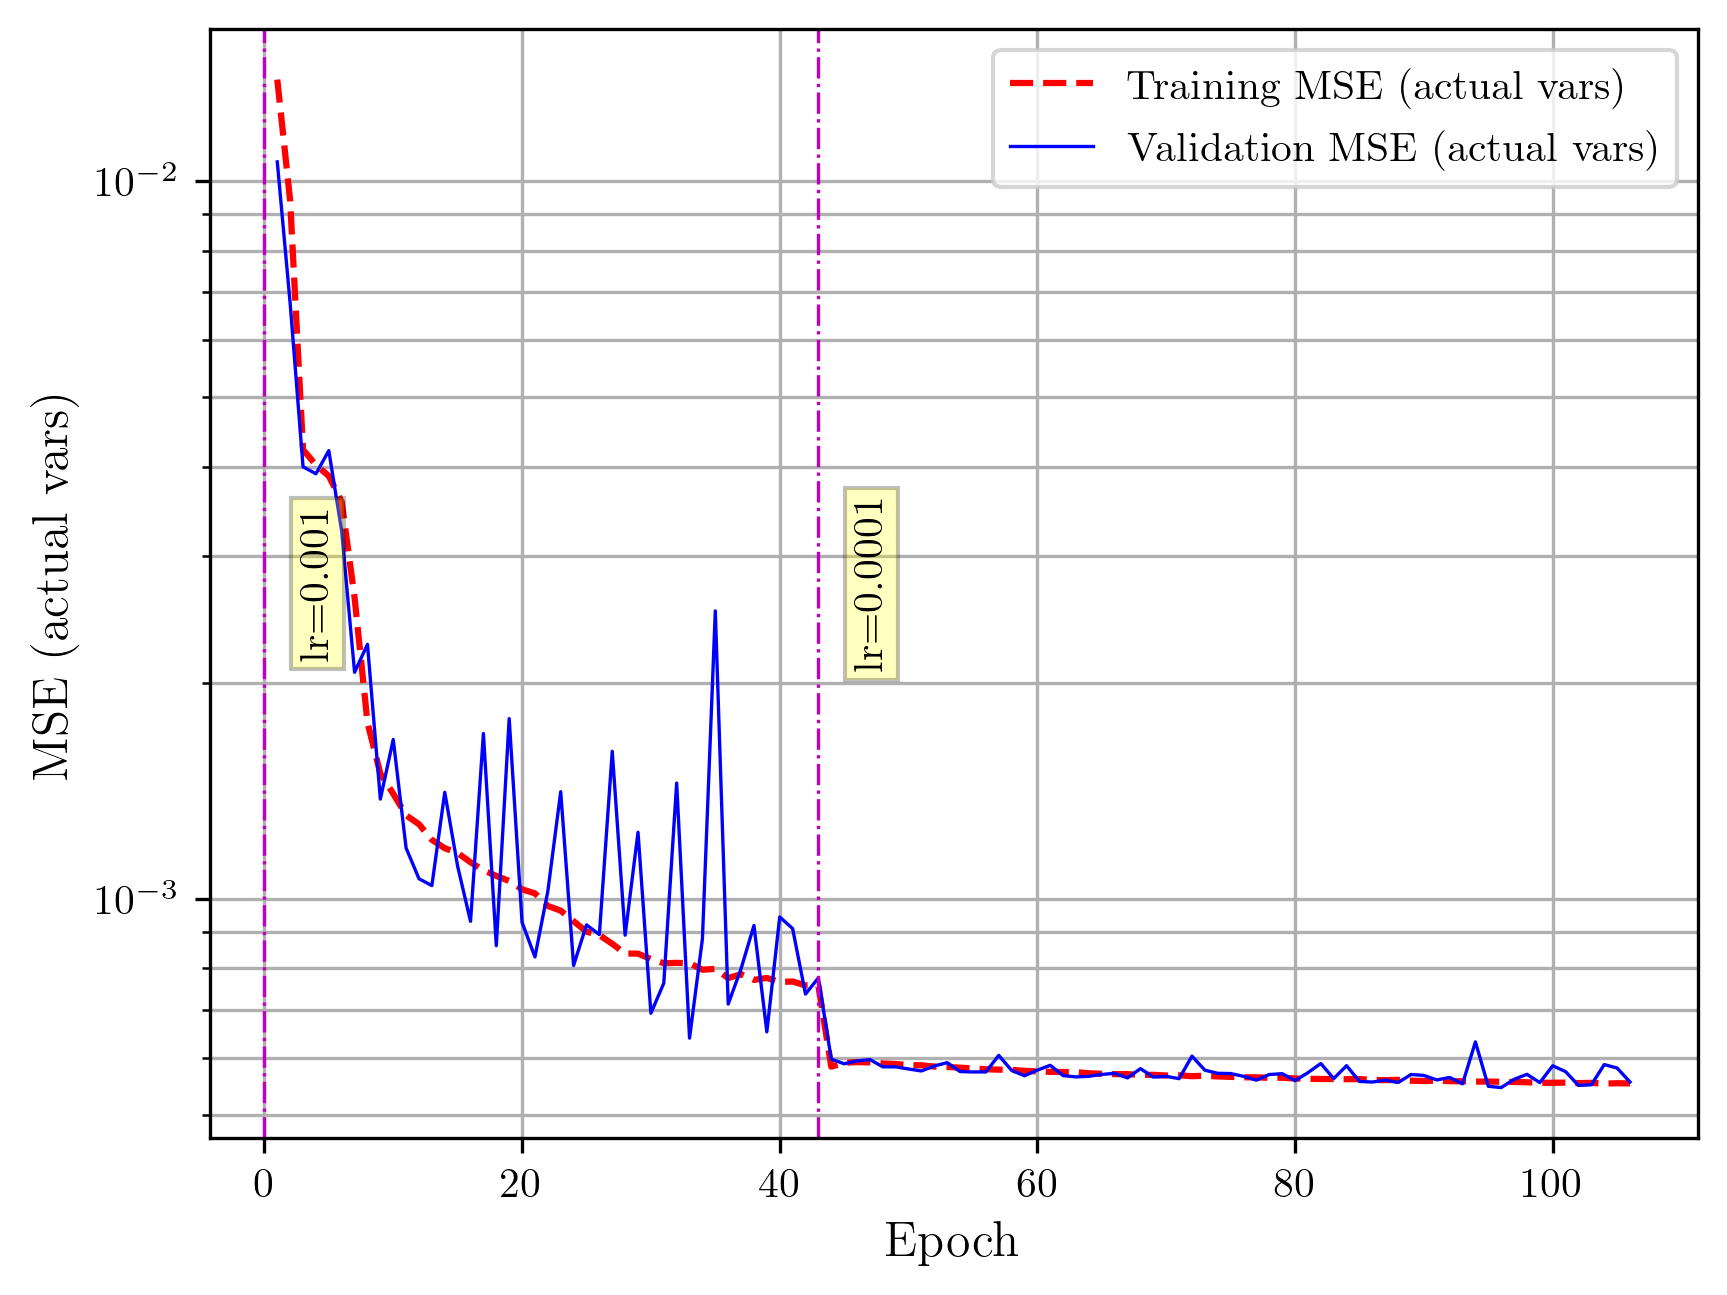 Training MSE (actual vars)
Validation MSE (actual vars)
10⁻²
10⁻³
MSE (actual vars)
lr=0.001
lr=0.0001
0 20 40 60 80 100
Epoch